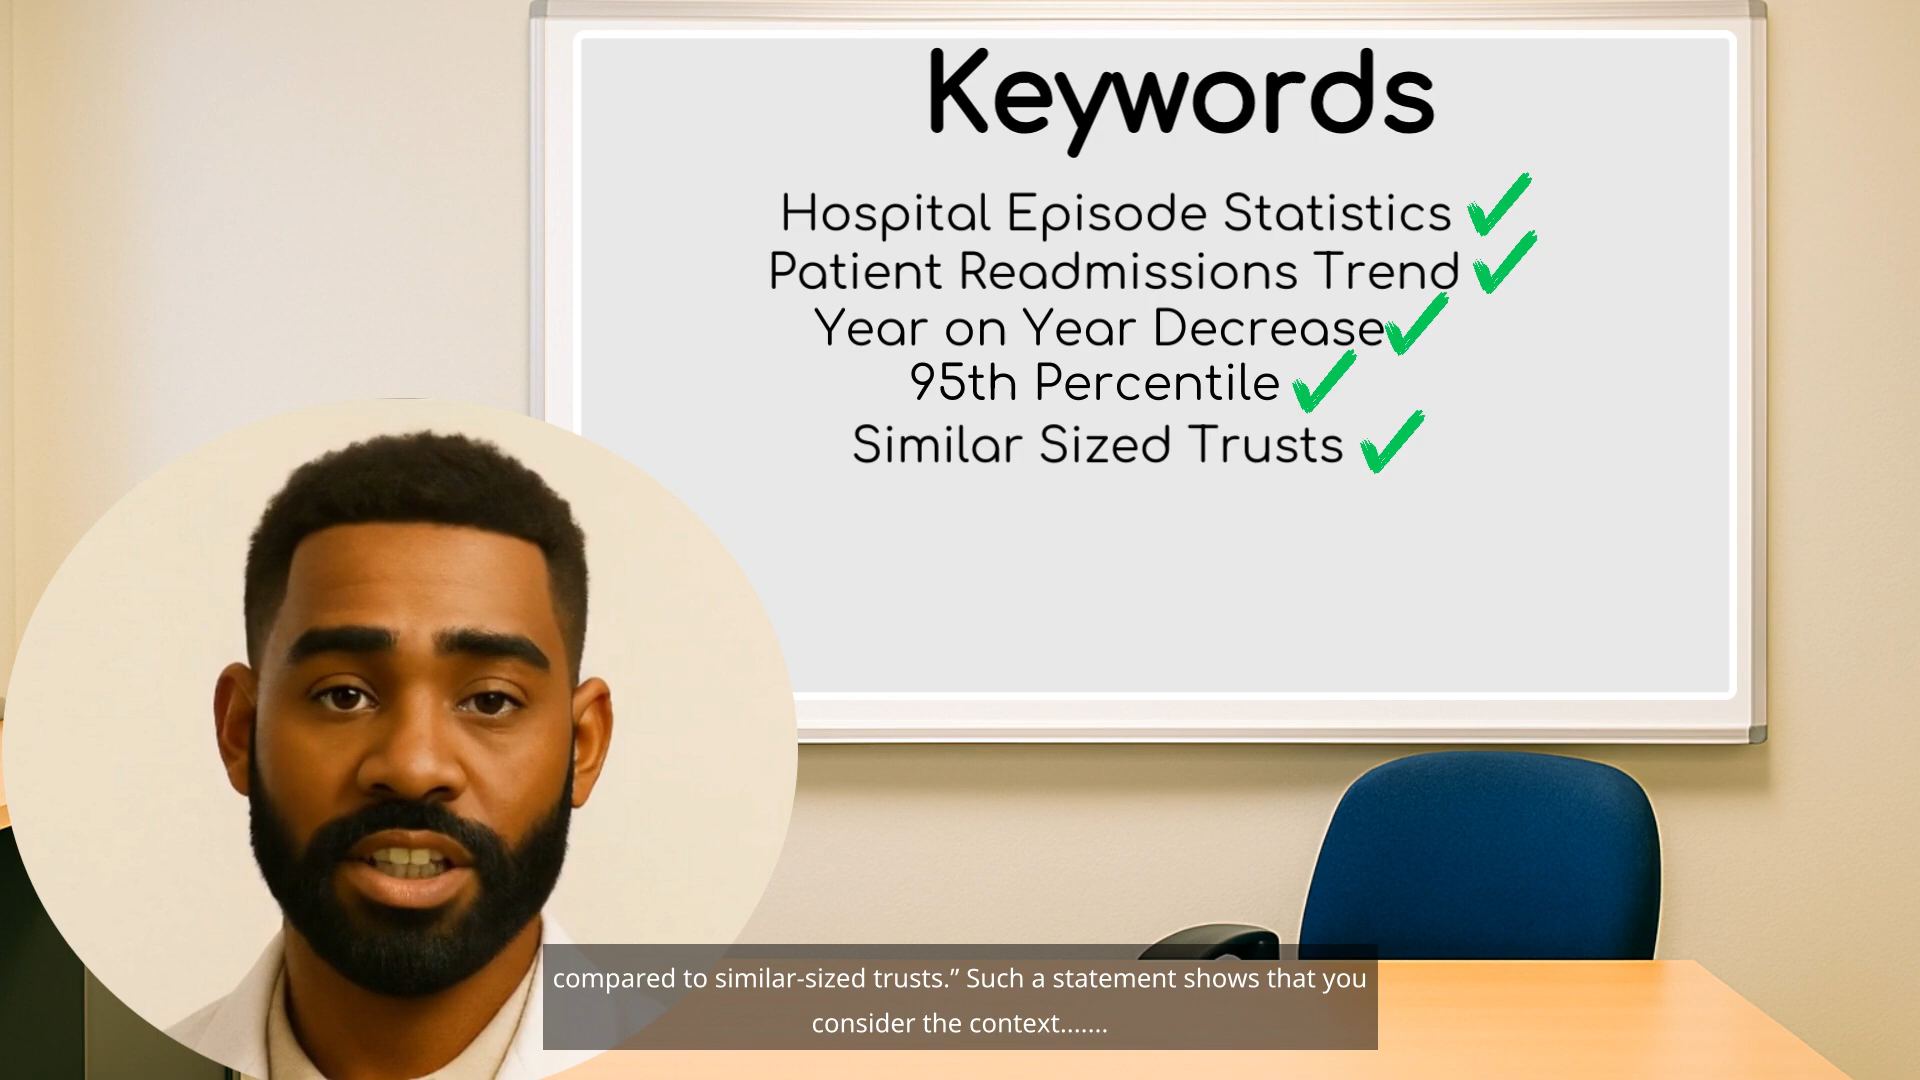 Keywords
Hospital Episode Statistics
Patient Readmissions Trend
Year on Year Decrease
95th Percentile
Similar Sized Trusts
compared to similar-sized trusts.” Such a statement shows that you
consider the context.......